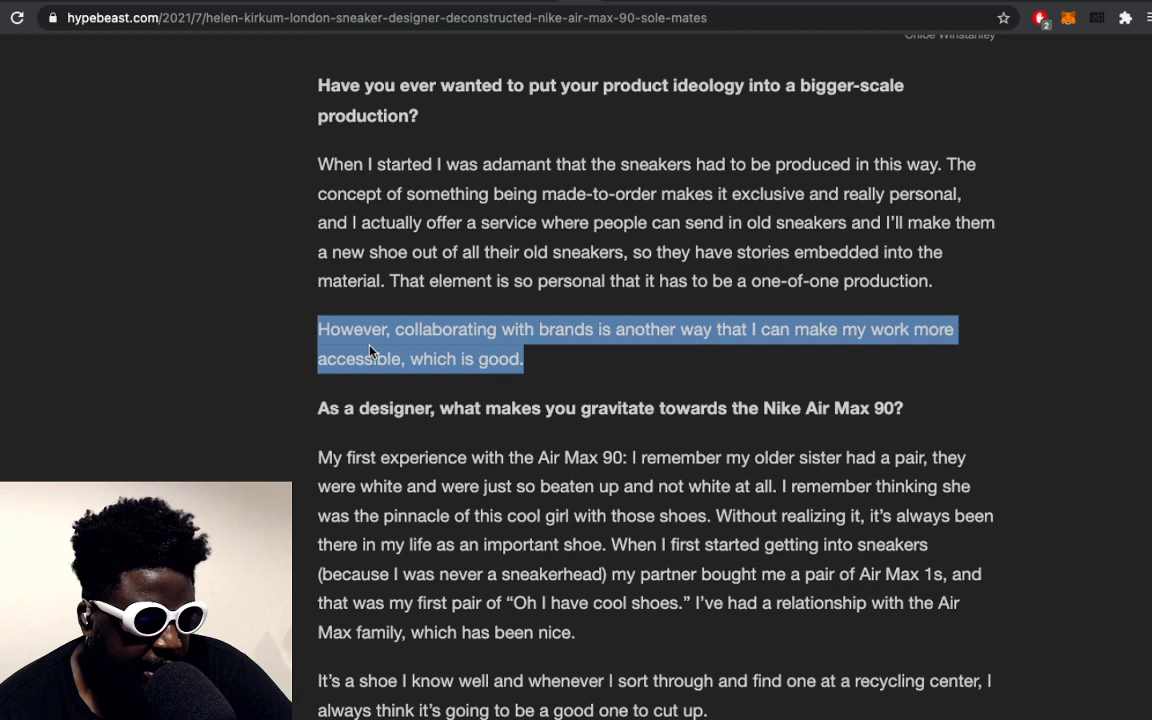 hypebeast.com/2021/7/helen-kirkum-london-sneaker-designer-deconstructed-nike-air-max-90-sole-mates
2
Chloe Winstanley
Have you ever wanted to put your product ideology into a bigger-scale
production?
When I started I was adamant that the sneakers had to be produced in this way. The
concept of something being made-to-order makes it exclusive and really personal,
and I actually offer a service where people can send in old sneakers and I’ll make them
a new shoe out of all their old sneakers, so they have stories embedded into the
material. That element is so personal that it has to be a one-of-one production.
However, collaborating with brands is another way that I can make my work more
accessible, which is good.
As a designer, what makes you gravitate towards the Nike Air Max 90?
My first experience with the Air Max 90: I remember my older sister had a pair, they
were white and were just so beaten up and not white at all. I remember thinking she
was the pinnacle of this cool girl with those shoes. Without realizing it, it’s always been
there in my life as an important shoe. When I first started getting into sneakers
(because I was never a sneakerhead) my partner bought me a pair of Air Max 1s, and
that was my first pair of “Oh I have cool shoes.” I’ve had a relationship with the Air
Max family, which has been nice.
It’s a shoe I know well and whenever I sort through and find one at a recycling center, I
always think it’s going to be a good one to cut up.